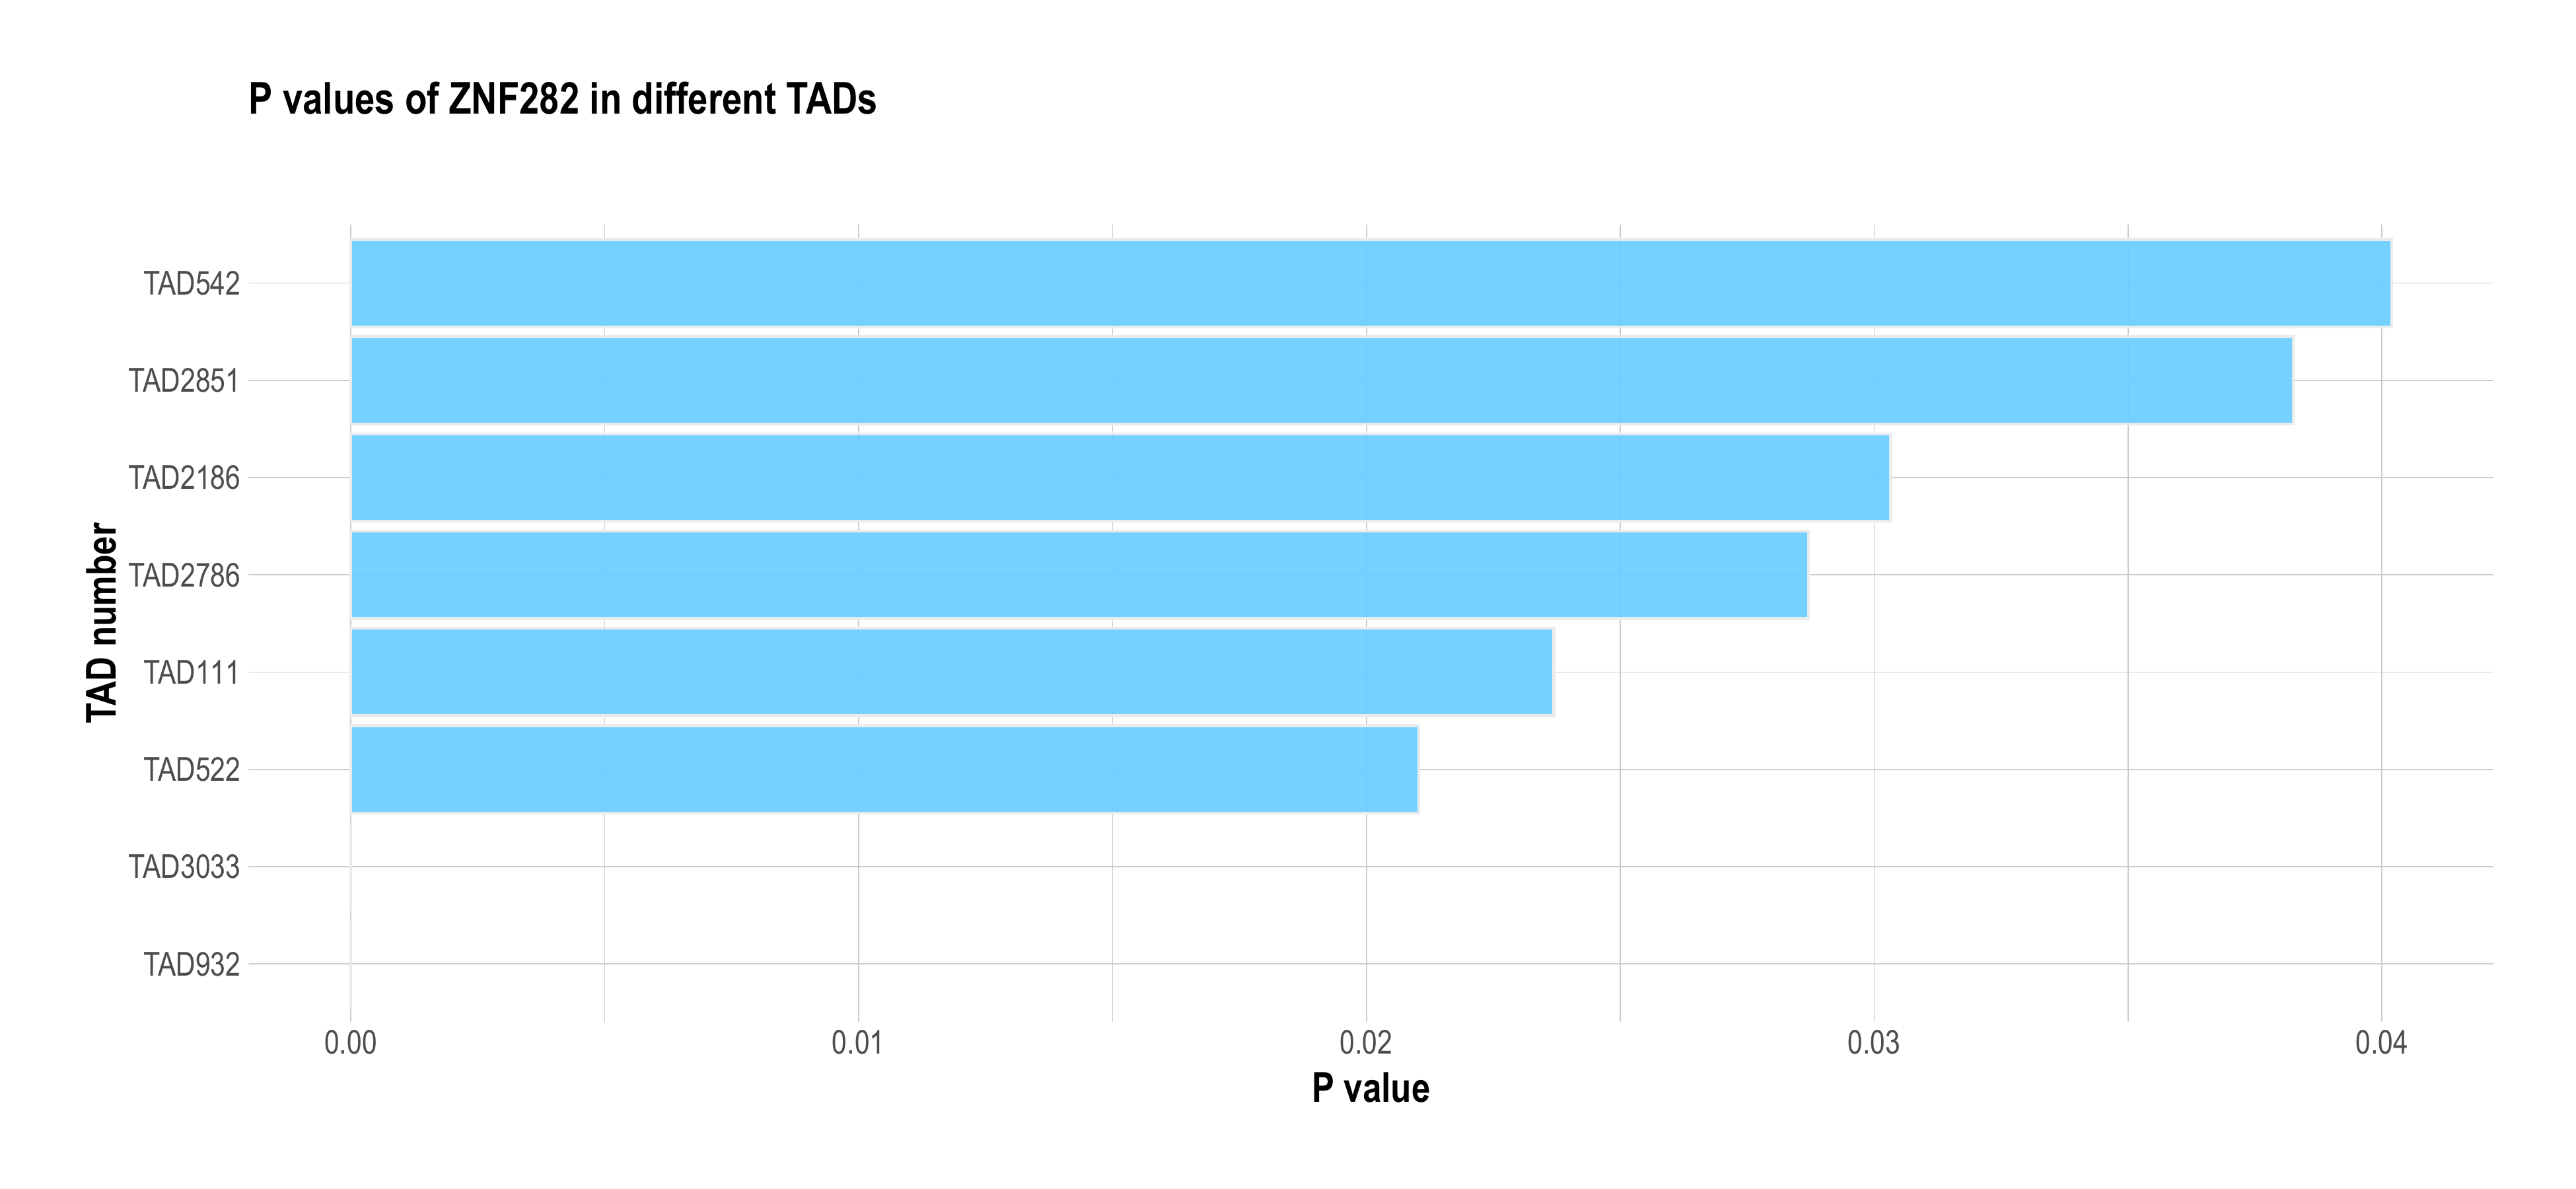 P values of ZNF282 in different TADs
TAD number
TAD542
TAD2851
TAD2186
TAD2786
TAD111
TAD522
TAD3033
TAD932
0.00 0.01 0.02 0.03 0.04
P value